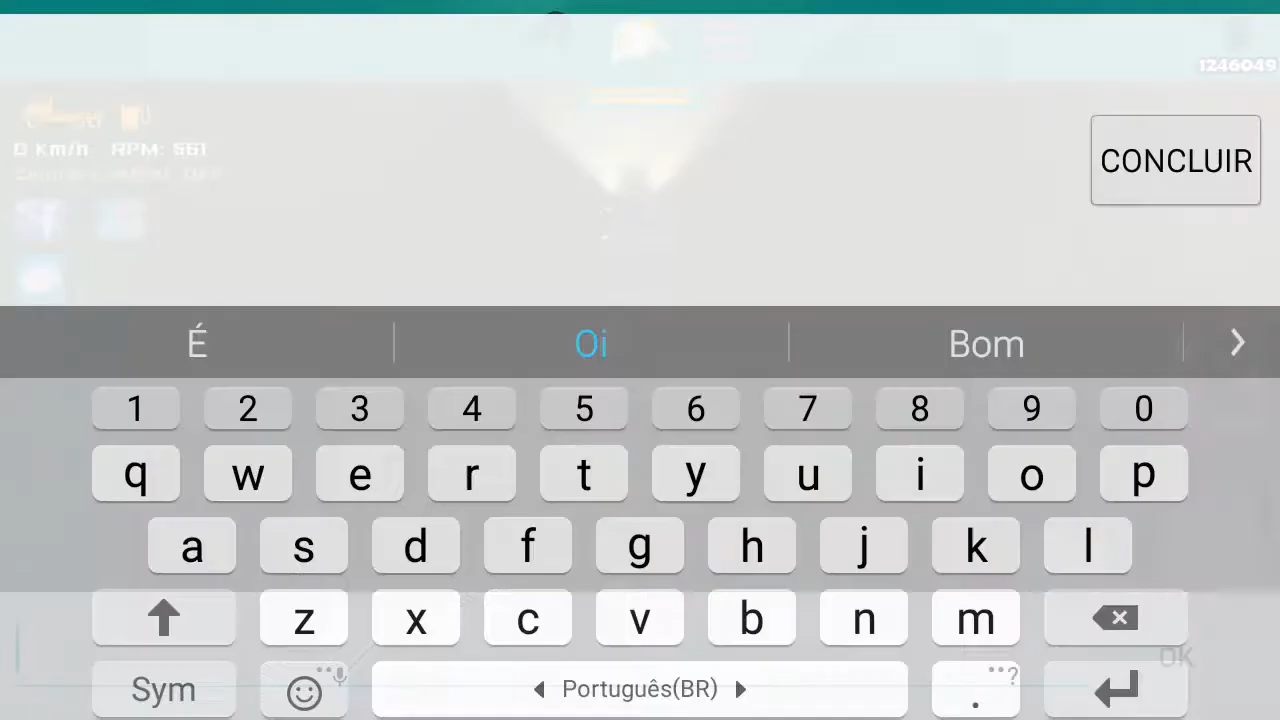 1246049
0 km/h RPM: 551
CONCLUIR
É Oi Bom
1 2 3 4 5 6 7 8 9 0
q w e r t y u i o p
a s d f g h j k l
z x c v b n m
OK
Sym Português(BR) . ?